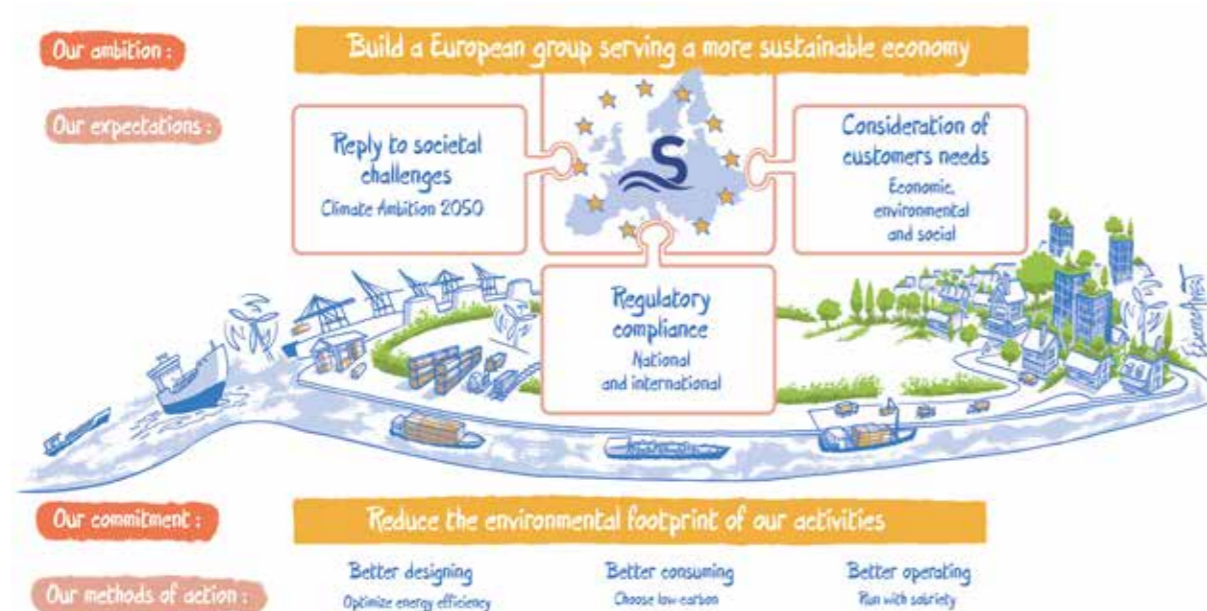 Our ambition :
Build a European group serving a more sustainable economy
Our expectations :
Reply to societal
challenges
Climate Ambition 2050
S
Consideration of
customers needs
Economic,
environmental
and social
Regulatory
compliance
National
and international
Our commitment :
Reduce the environmental footprint of our activities
Our methods of action :
Better designing
Optimize energy efficiency
Better consuming
Choose low-carbon
Better operating
Run with sobriety